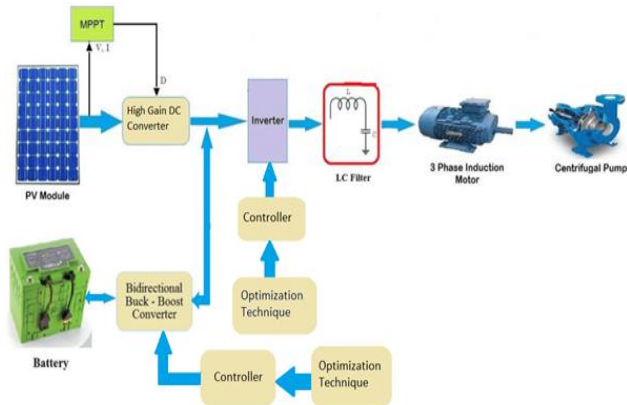 MPPT
V, I
D
High Gain DC
Converter
Inverter
L
C
LC Filter
PV Module
3 Phase Induction
Motor
Centrifugal Pump
Controller
Optimization
Technique
Bidirectional
Buck - Boost
Converter
Battery
Controller
Optimization
Technique